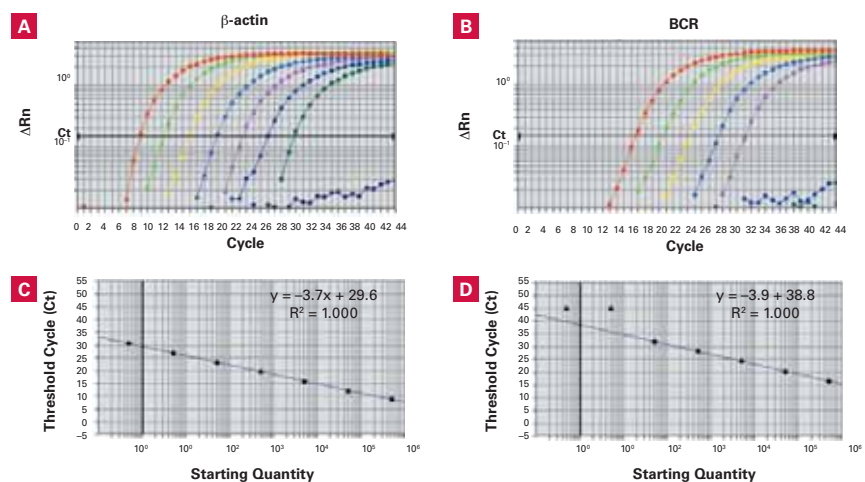 A
β-actin
10⁰
Ct
10⁻¹
ΔRn
0 2 4 6 8 10 12 14 16 18 20 22 24 26 28 30 32 34 36 38 40 42 44
Cycle
B
BCR
10⁰
Ct
10⁻¹
ΔRn
0 2 4 6 8 10 12 14 16 18 20 22 24 26 28 30 32 34 36 38 40 42 44
Cycle
C
y = –3.7x + 29.6
R² = 1.000
55
50
45
40
35
30
25
20
15
10
5
0
–5
Threshold Cycle (Ct)
10⁰ 10⁰ 10² 10³ 10⁴ 10⁵ 10⁶
Starting Quantity
D
y = –3.9 + 38.8
R² = 1.000
55
50
45
40
35
30
25
20
15
10
5
0
–5
Threshold Cycle (Ct)
10⁰ 10⁰ 10² 10³ 10⁴ 10⁵ 10⁶
Starting Quantity